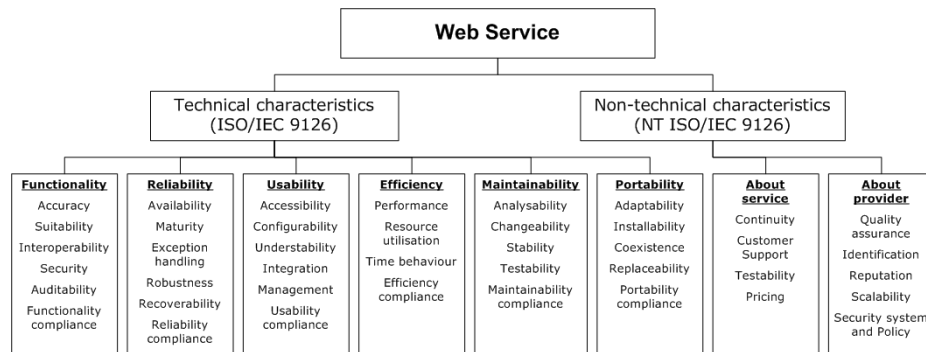 Web Service
Technical characteristics
(ISO/IEC 9126)
Non-technical characteristics
(NT ISO/IEC 9126)
Functionality
Accuracy
Suitability
Interoperability
Security
Auditability
Functionality
compliance
Reliability
Availability
Maturity
Exception
handling
Robustness
Recoverability
Reliability
compliance
Usability
Accessibility
Configurability
Understability
Integration
Management
Usability
compliance
Efficiency
Performance
Resource
utilisation
Time behaviour
Efficiency
compliance
Maintainability
Analysability
Changeability
Stability
Testability
Maintainability
compliance
Portability
Adaptability
Installability
Coexistence
Replaceability
Portability
compliance
About
service
Continuity
Customer
Support
Testability
Pricing
About
provider
Quality
assurance
Identification
Reputation
Scalability
Security system
and Policy